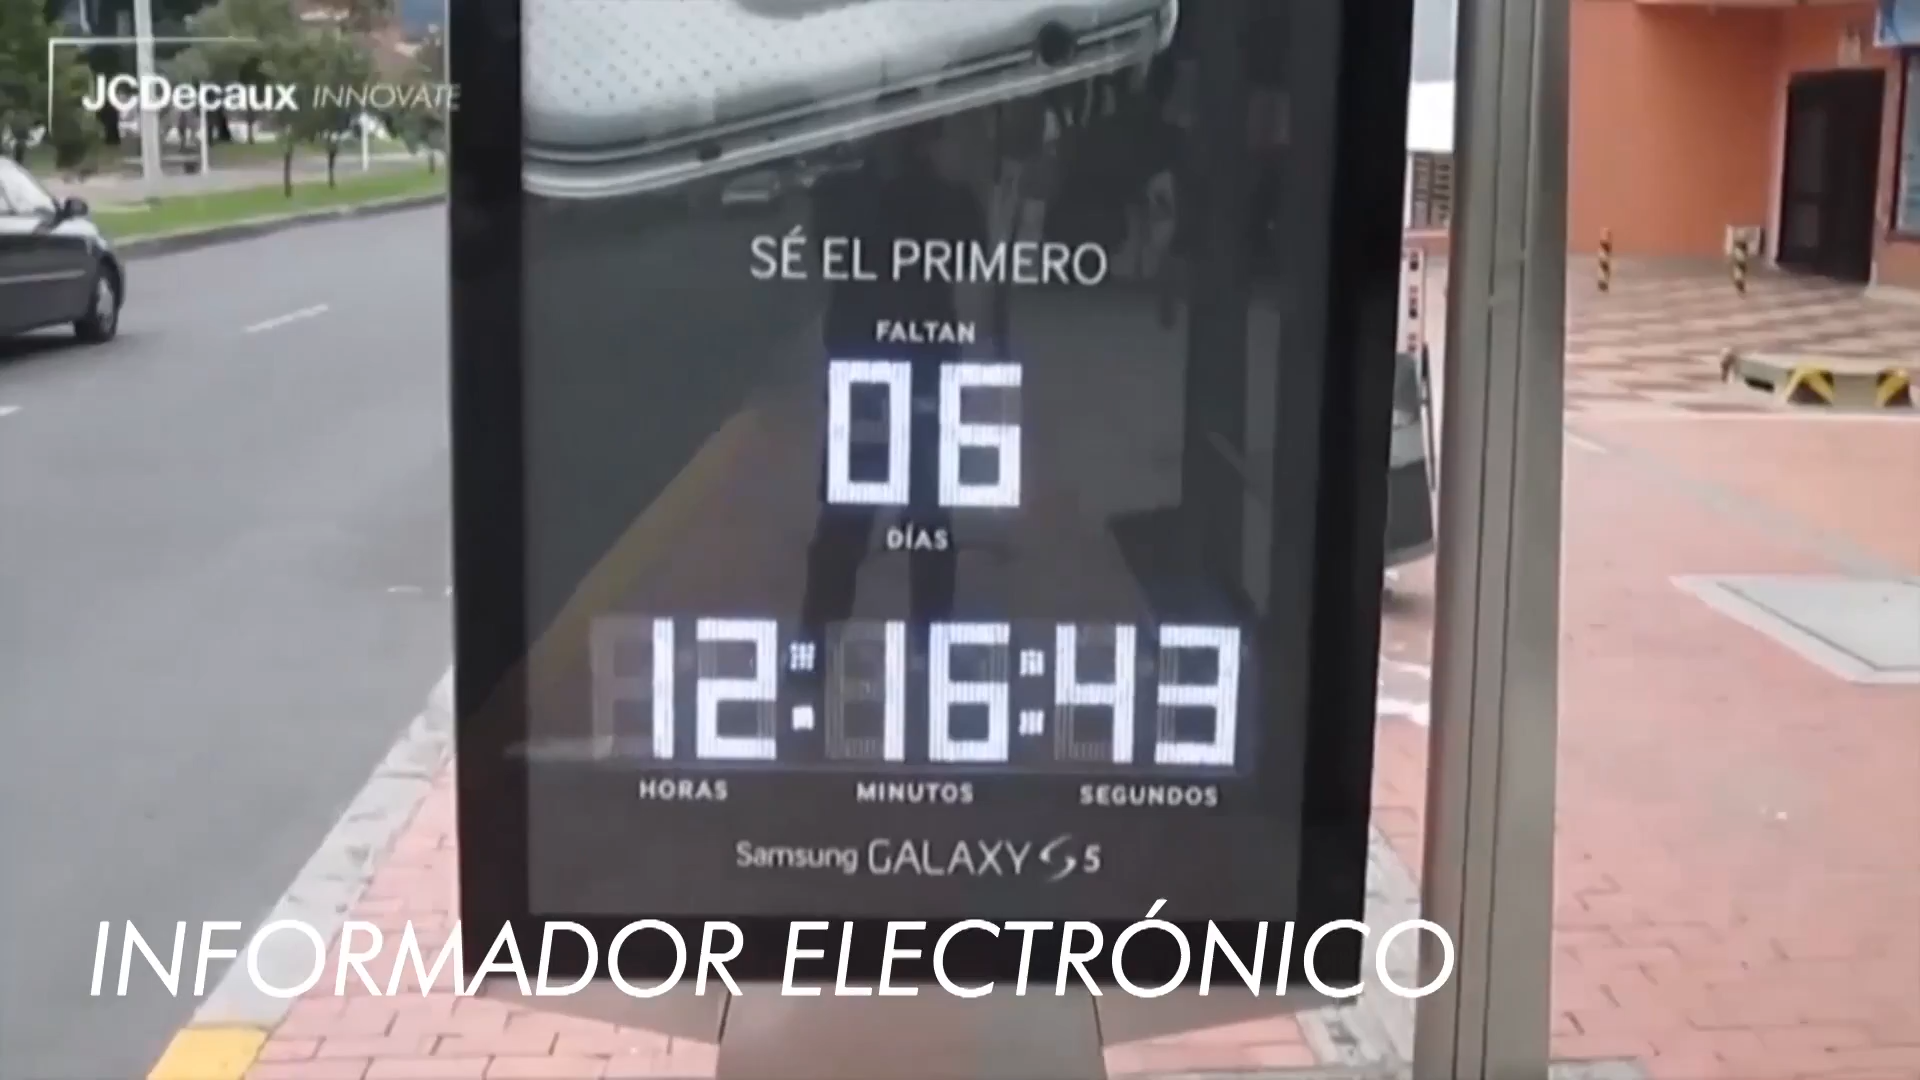 JCDecaux INNOVATE
SÉ EL PRIMERO
FALTAN
06
DÍAS
12:16:43
HORAS MINUTOS SEGUNDOS
Samsung GALAXY S5
INFORMADOR ELECTRÓNICO